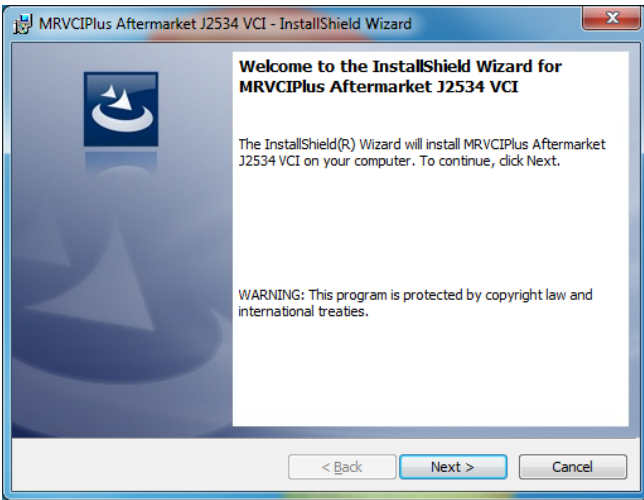 MRVCIPlus Aftermarket J2534 VCI - InstallShield Wizard
Welcome to the InstallShield Wizard for
MRVCIPlus Aftermarket J2534 VCI
The InstallShield(R) Wizard will install MRVCIPlus Aftermarket
J2534 VCI on your computer. To continue, click Next.
WARNING: This program is protected by copyright law and
international treaties.
< Back
Next >
Cancel